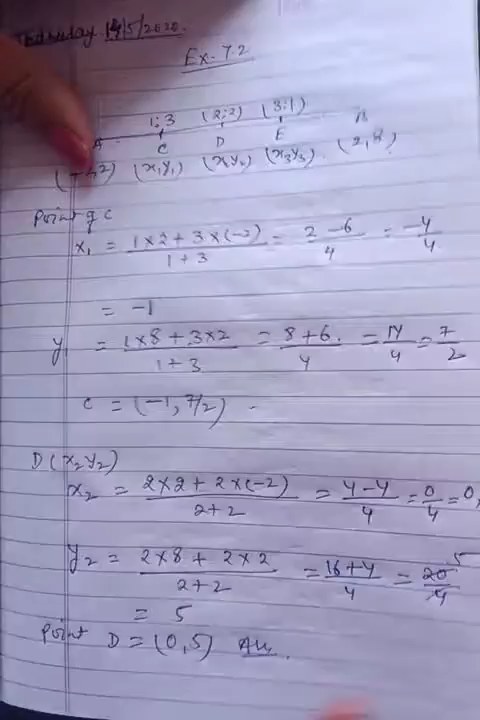 14/5/2020.
Ex- 7.2
1:3 (2:2) (3:1)
A C D E B
(-2,2) (x₁y₁) (x₂y₂) (x₃y₃) (2,8)
Point of C
x₁ = 1×2+3×(-2)/1+3 = 2-6/4 = -4/4
= -1
y₁ = 1×8+3×2/1+3 = 8+6/4 = 14/4 = 7/2
C = (-1, 7/2) -
D(x₂y₂)
x₂ = 2×2+2×(-2)/2+2 = 4-4/4 = 0/4 = 0,
y₂ = 2×8+2×2/2+2 = 16+4/4 = 20/4 5
= 5
Point D = (0,5) Ans.